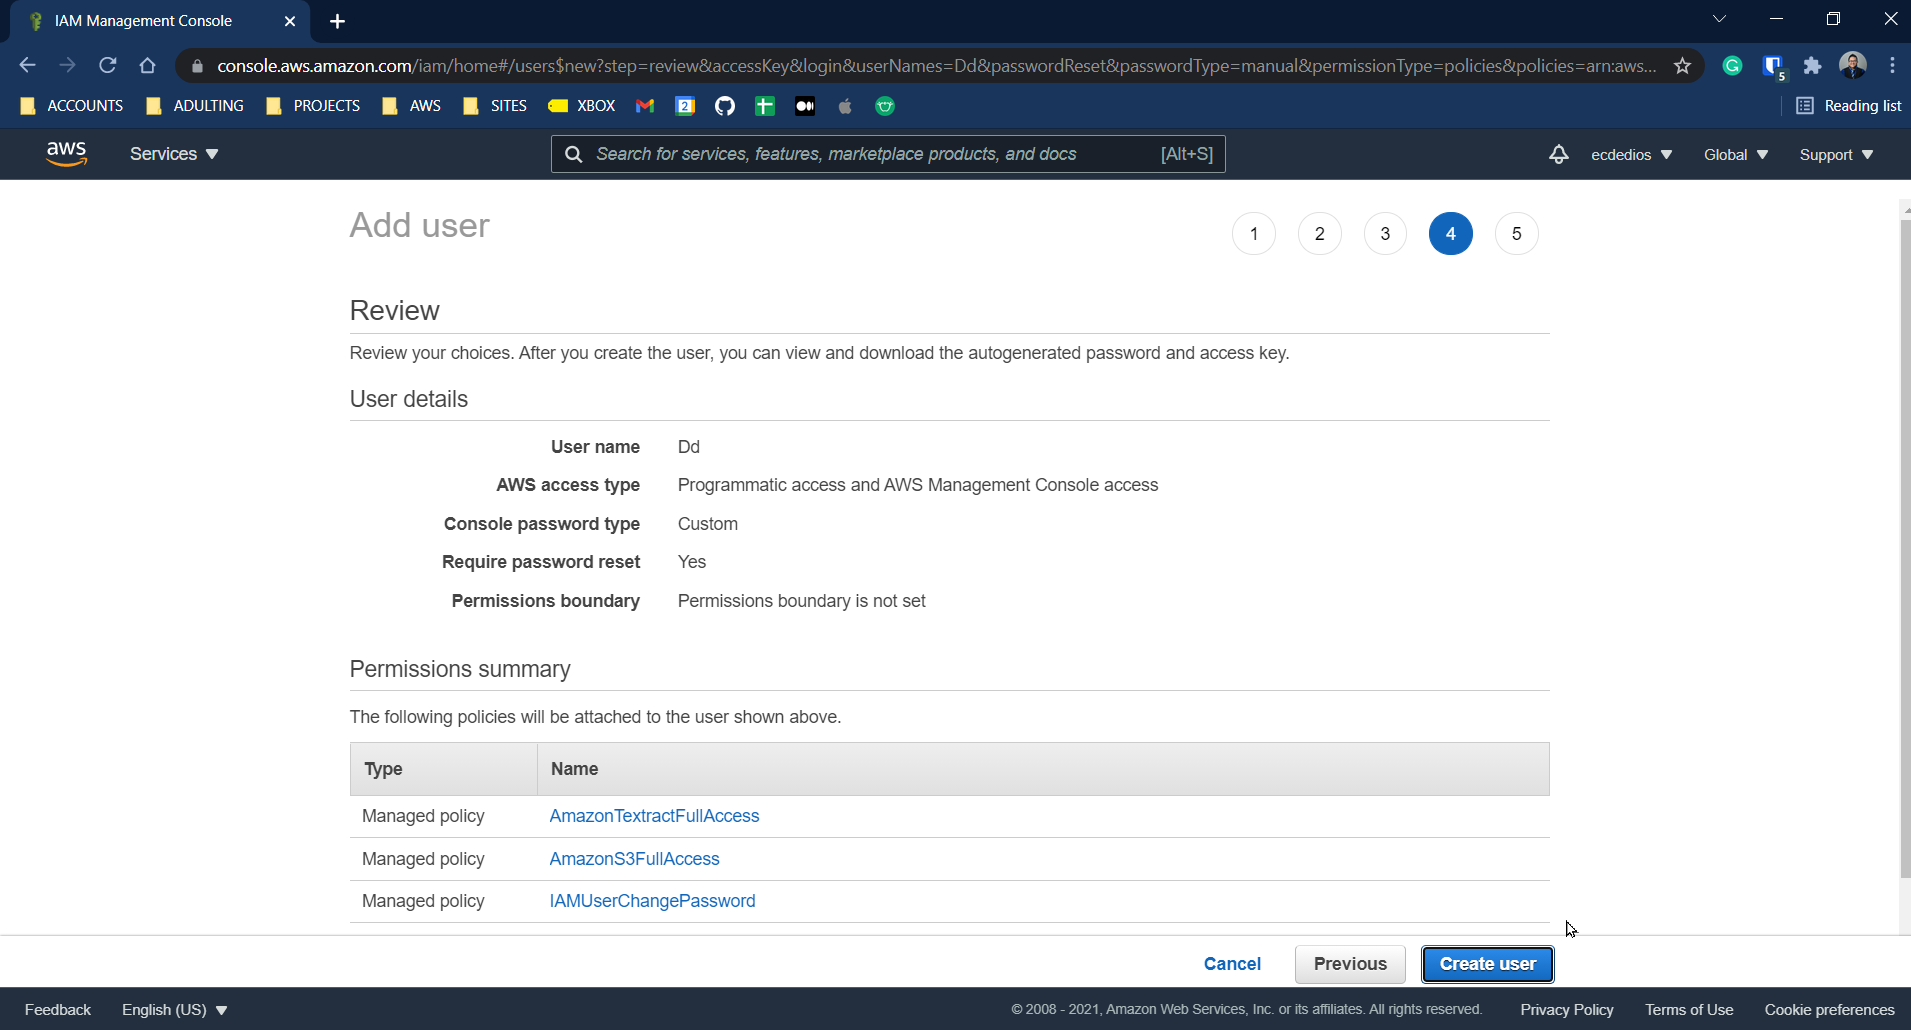 IAM Management Console
console.aws.amazon.com/iam/home#/users$new?step=review&accessKey&login&userNames=Dd&passwordReset&passwordType=manual&permissionType=policies&policies=arn:aws...
5
ACCOUNTS ADULTING PROJECTS AWS SITES XBOX 2 Reading list
aws Services Search for services, features, marketplace products, and docs [Alt+S] ecdedios Global Support
Add user 1 2 3 4 5
Review
Review your choices. After you create the user, you can view and download the autogenerated password and access key.
User details
User name Dd
AWS access type Programmatic access and AWS Management Console access
Console password type Custom
Require password reset Yes
Permissions boundary Permissions boundary is not set
Permissions summary
The following policies will be attached to the user shown above.
Type Name
Managed policy AmazonTextractFullAccess
Managed policy AmazonS3FullAccess
Managed policy IAMUserChangePassword
Cancel Previous Create user
Feedback English (US) © 2008 - 2021, Amazon Web Services, Inc. or its affiliates. All rights reserved. Privacy Policy Terms of Use Cookie preferences